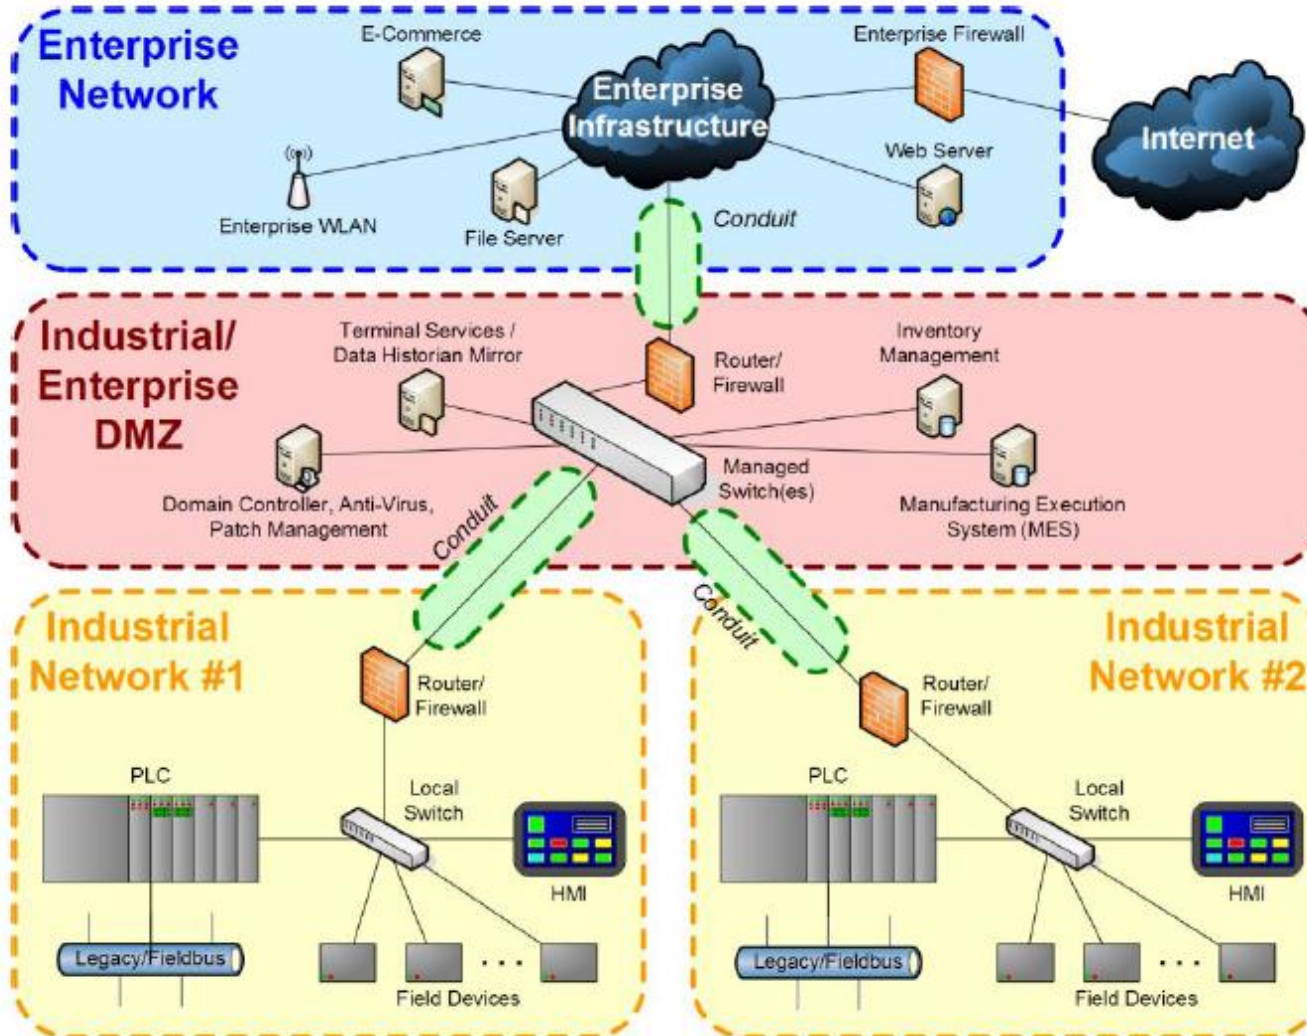 Enterprise
Network
E-Commerce
Enterprise
Infrastructure
Enterprise Firewall
Internet
Web Server
Enterprise WLAN
File Server
Conduit
Industrial/
Enterprise
DMZ
Terminal Services /
Data Historian Mirror
Router/
Firewall
Inventory
Management
Domain Controller, Anti-Virus,
Patch Management
Managed
Switch(es)
Manufacturing Execution
System (MES)
Conduit
Conduit
Industrial
Network #1
Router/
Firewall
PLC
Local
Switch
HMI
Legacy/Fieldbus
Field Devices
Industrial
Network #2
Router/
Firewall
PLC
Local
Switch
HMI
Legacy/Fieldbus
Field Devices